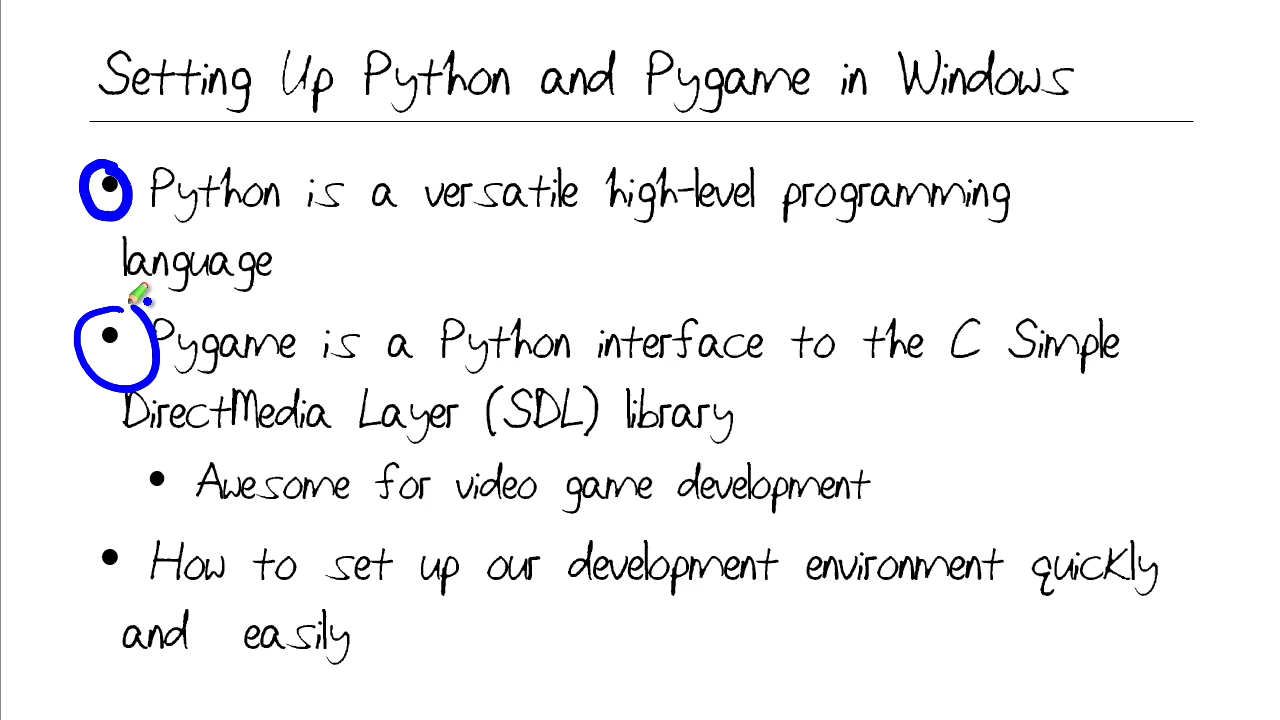 Setting Up Python and Pygame in Windows
• Python is a versatile high-level programming
language
• Pygame is a Python interface to the C Simple
DirectMedia Layer (SDL) library
• Awesome for video game development
• How to set up our development environment quickly
and easily